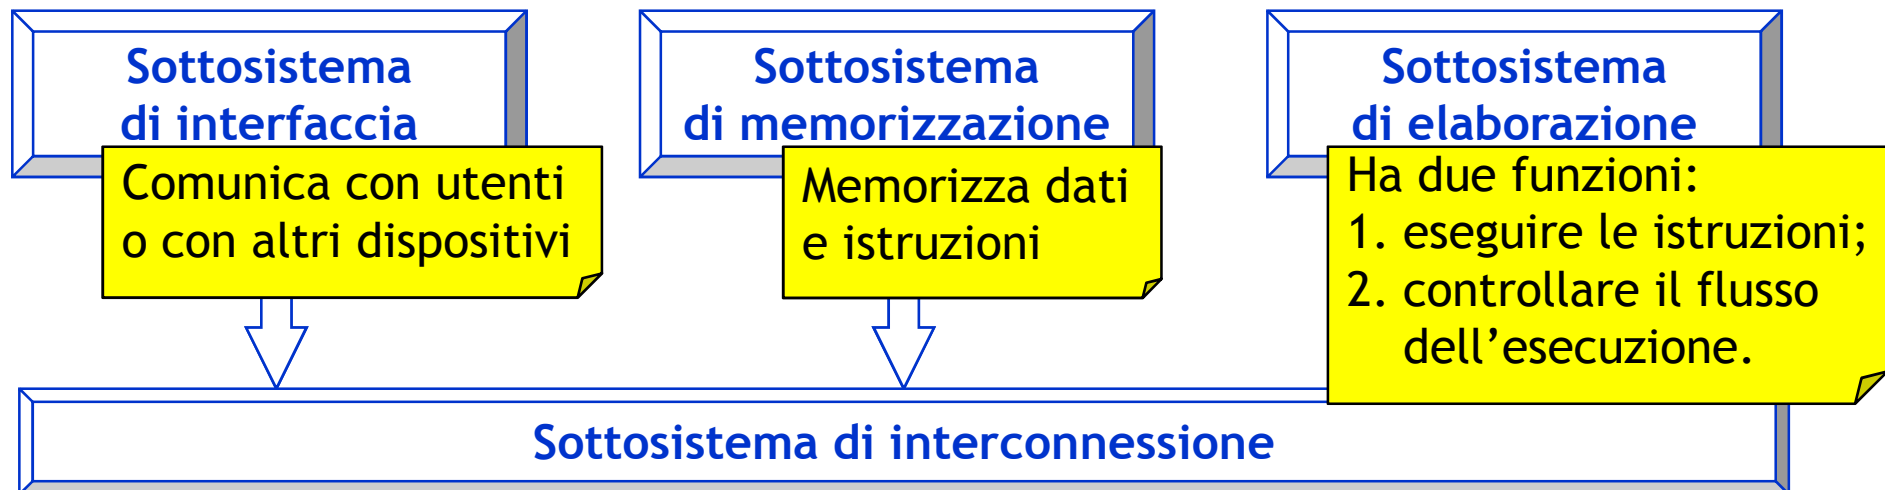 Sottosistema
di interfaccia
Comunica con utenti
o con altri dispositivi
Sottosistema
di memorizzazione
Memorizza dati
e istruzioni
Sottosistema
di elaborazione
Ha due funzioni:
1. eseguire le istruzioni;
2. controllare il flusso
dell’esecuzione.
Sottosistema di interconnessione